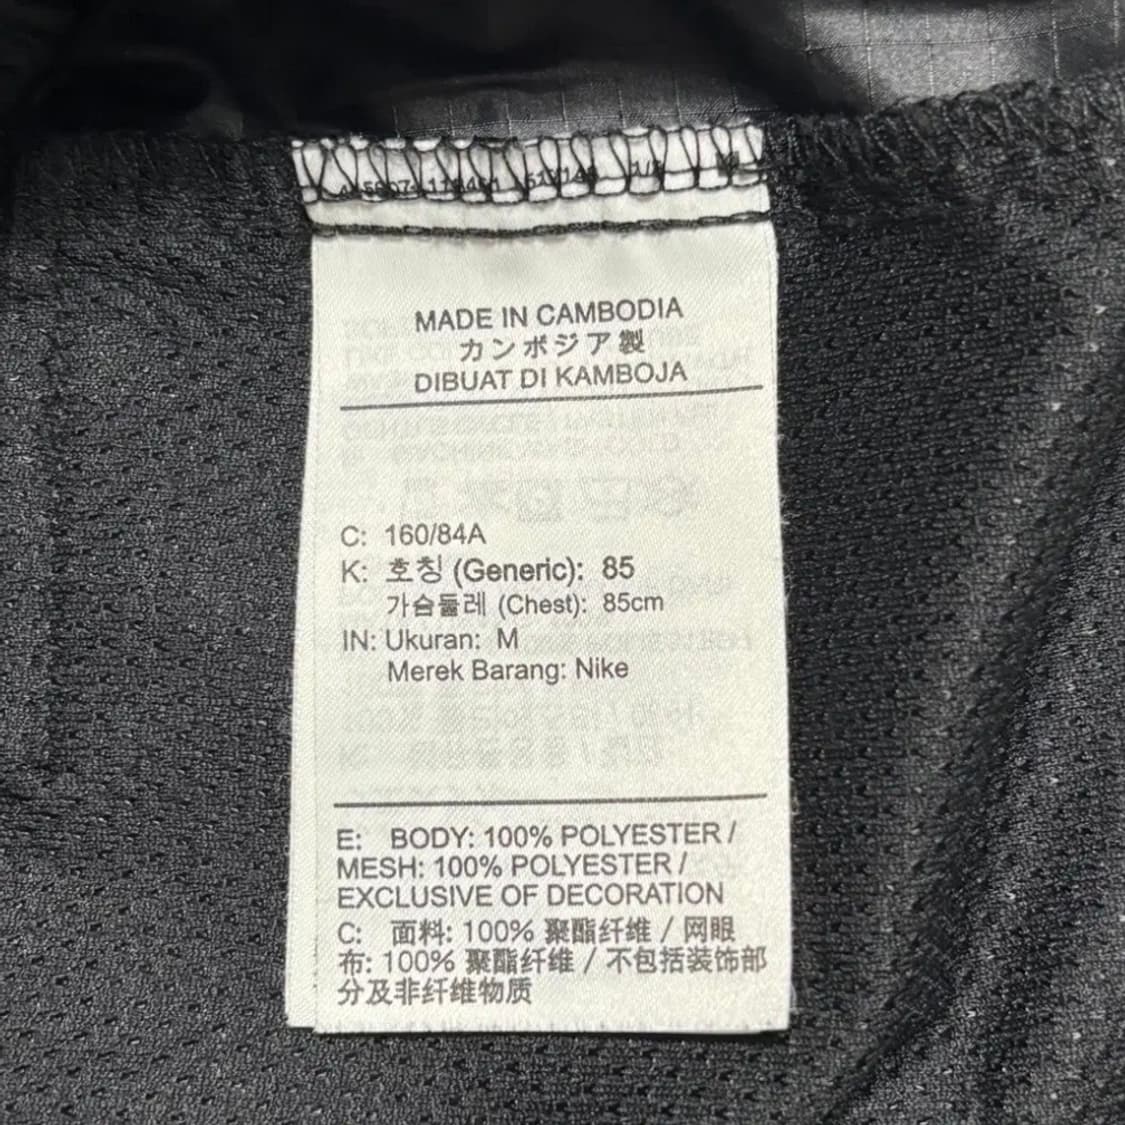 MADE IN CAMBODIA
カンボジア製
DIBUAT DI KAMBOJA
C: 160/84A
K: 호칭 (Generic): 85
가슴둘레 (Chest): 85cm
IN: Ukuran: M
Merek Barang: Nike
E: BODY: 100% POLYESTER /
MESH: 100% POLYESTER /
EXCLUSIVE OF DECORATION
C: 面料: 100% 聚酯纤维 / 网眼
布: 100% 聚酯纤维 / 不包括装饰部
分及非纤维物质